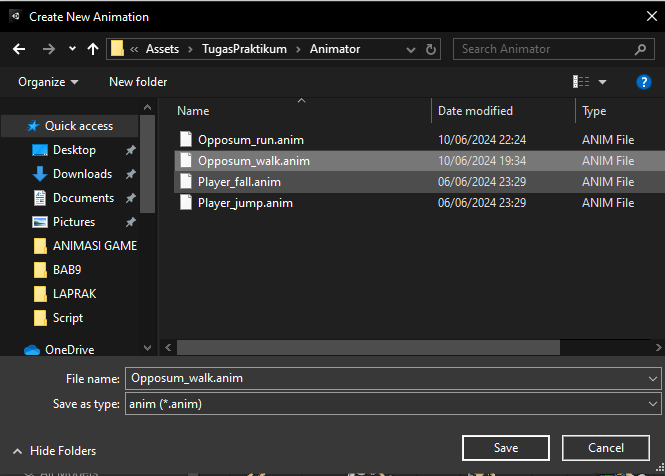 Create New Animation
« Assets > TugasPraktikum > Animator
Search Animator
Organize
New folder
Name Date modified Type
Quick access
Desktop
Downloads
Documents
Pictures
ANIMASI GAME
BAB9
LAPRAK
Script
OneDrive
Opposum_run.anim 10/06/2024 22:24 ANIM File
Opposum_walk.anim 10/06/2024 19:34 ANIM File
Player_fall.anim 06/06/2024 23:29 ANIM File
Player_jump.anim 06/06/2024 23:29 ANIM File
File name: Opposum_walk.anim
Save as type: anim (*.anim)
Hide Folders
Save
Cancel
All Models